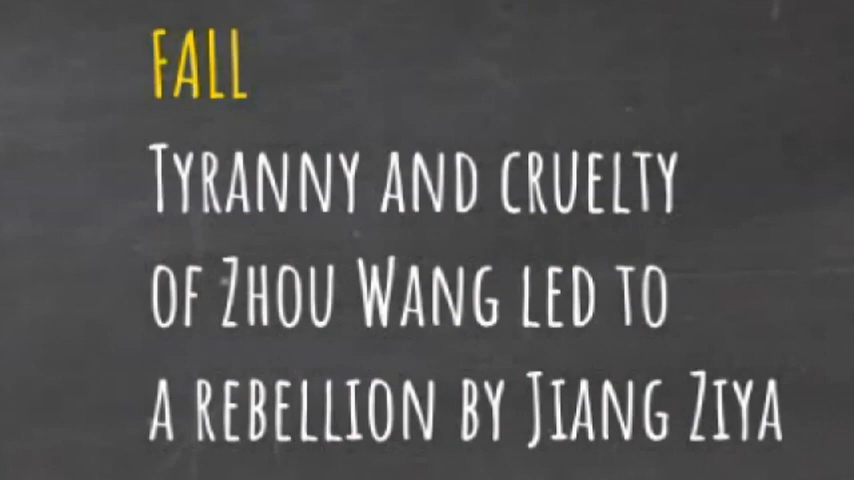 FALL
TYRANNY AND CRUELTY
OF ZHOU WANG LED TO
A REBELLION BY JIANG ZIYA